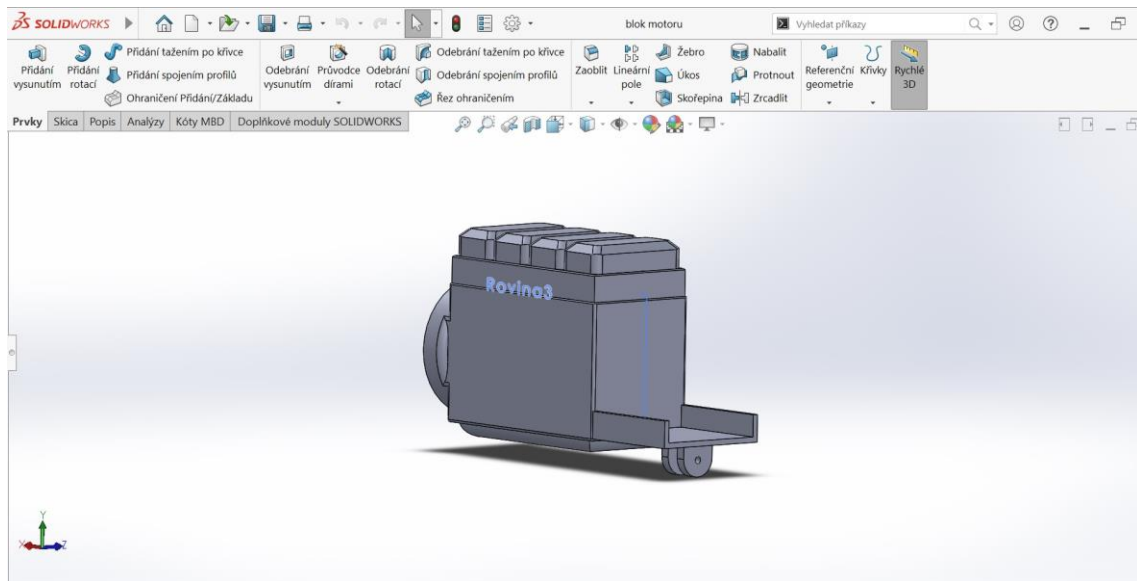 SOLIDWORKS
blok motoru
Vyhledat příkazy
Přidání vysunutím
Přidání rotací
Přidání tažením po křivce
Přidání spojením profilů
Ohraničení Přidání/Základu
Odebrání vysunutím
Průvodce dírami
Odebrání rotací
Odebrání tažením po křivce
Odebrání spojením profilů
Řez ohraničením
Zaoblit
Lineární pole
Žebro
Úkos
Skořepina
Nabalit
Protnout
Zrcadlit
Referenční geometrie
Křivky
Rychlé 3D
Prvky Skica Popis Analýzy Kóty MBD Doplňkové moduly SOLIDWORKS
Rovina3
Y
X Z